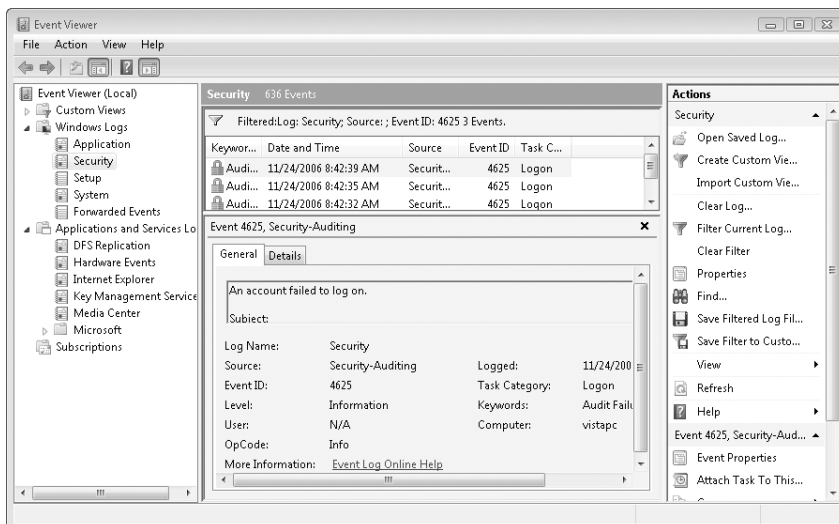 Event Viewer
File Action View Help
Event Viewer (Local)
Custom Views
Windows Logs
Application
Security
Setup
System
Forwarded Events
Applications and Services Lo
DFS Replication
Hardware Events
Internet Explorer
Key Management Service
Media Center
Microsoft
Subscriptions
Security 636 Events
Filtered:Log: Security; Source: ; Event ID: 4625 3 Events.
Keywor... Date and Time Source Event ID Task C...
Audi... 11/24/2006 8:42:39 AM Securit... 4625 Logon
Audi... 11/24/2006 8:42:35 AM Securit... 4625 Logon
Audi... 11/24/2006 8:42:32 AM Securit... 4625 Logon
Event 4625, Security-Auditing
General Details
An account failed to log on.
Subject:
Log Name: Security
Source: Security-Auditing Logged: 11/24/200
Event ID: 4625 Task Category: Logon
Level: Information Keywords: Audit Failu
User: N/A Computer: vistapc
OpCode: Info
More Information: Event Log Online Help
Actions
Security
Open Saved Log...
Create Custom Vie...
Import Custom Vie...
Clear Log...
Filter Current Log...
Clear Filter
Properties
Find...
Save Filtered Log Fil...
Save Filter to Custo...
View
Refresh
Help
Event 4625, Security-Aud...
Event Properties
Attach Task To This...